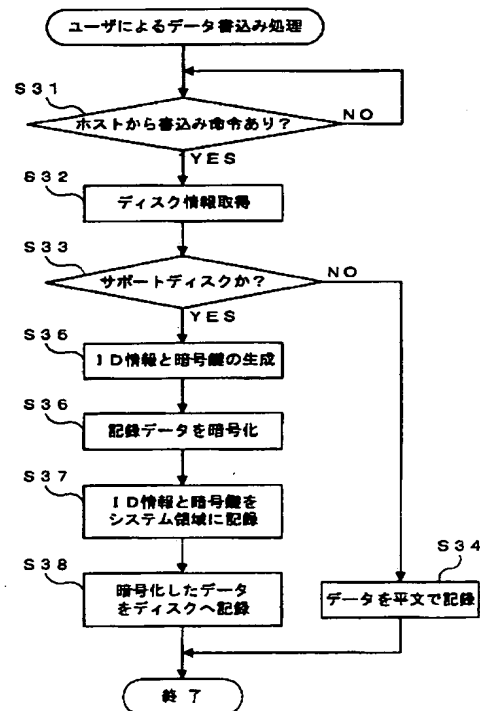 ユーザによるデータ書込み処理
S31
ホストから書込み命令あり？
NO
YES
S32
ディスク情報取得
S33
サポートディスクか？
NO
YES
S35
ID情報と暗号鍵の生成
S36
記録データを暗号化
S37
ID情報と暗号鍵を
システム領域に記録
S38
暗号化したデータ
をディスクへ記録
S34
データを平文で記録
終了